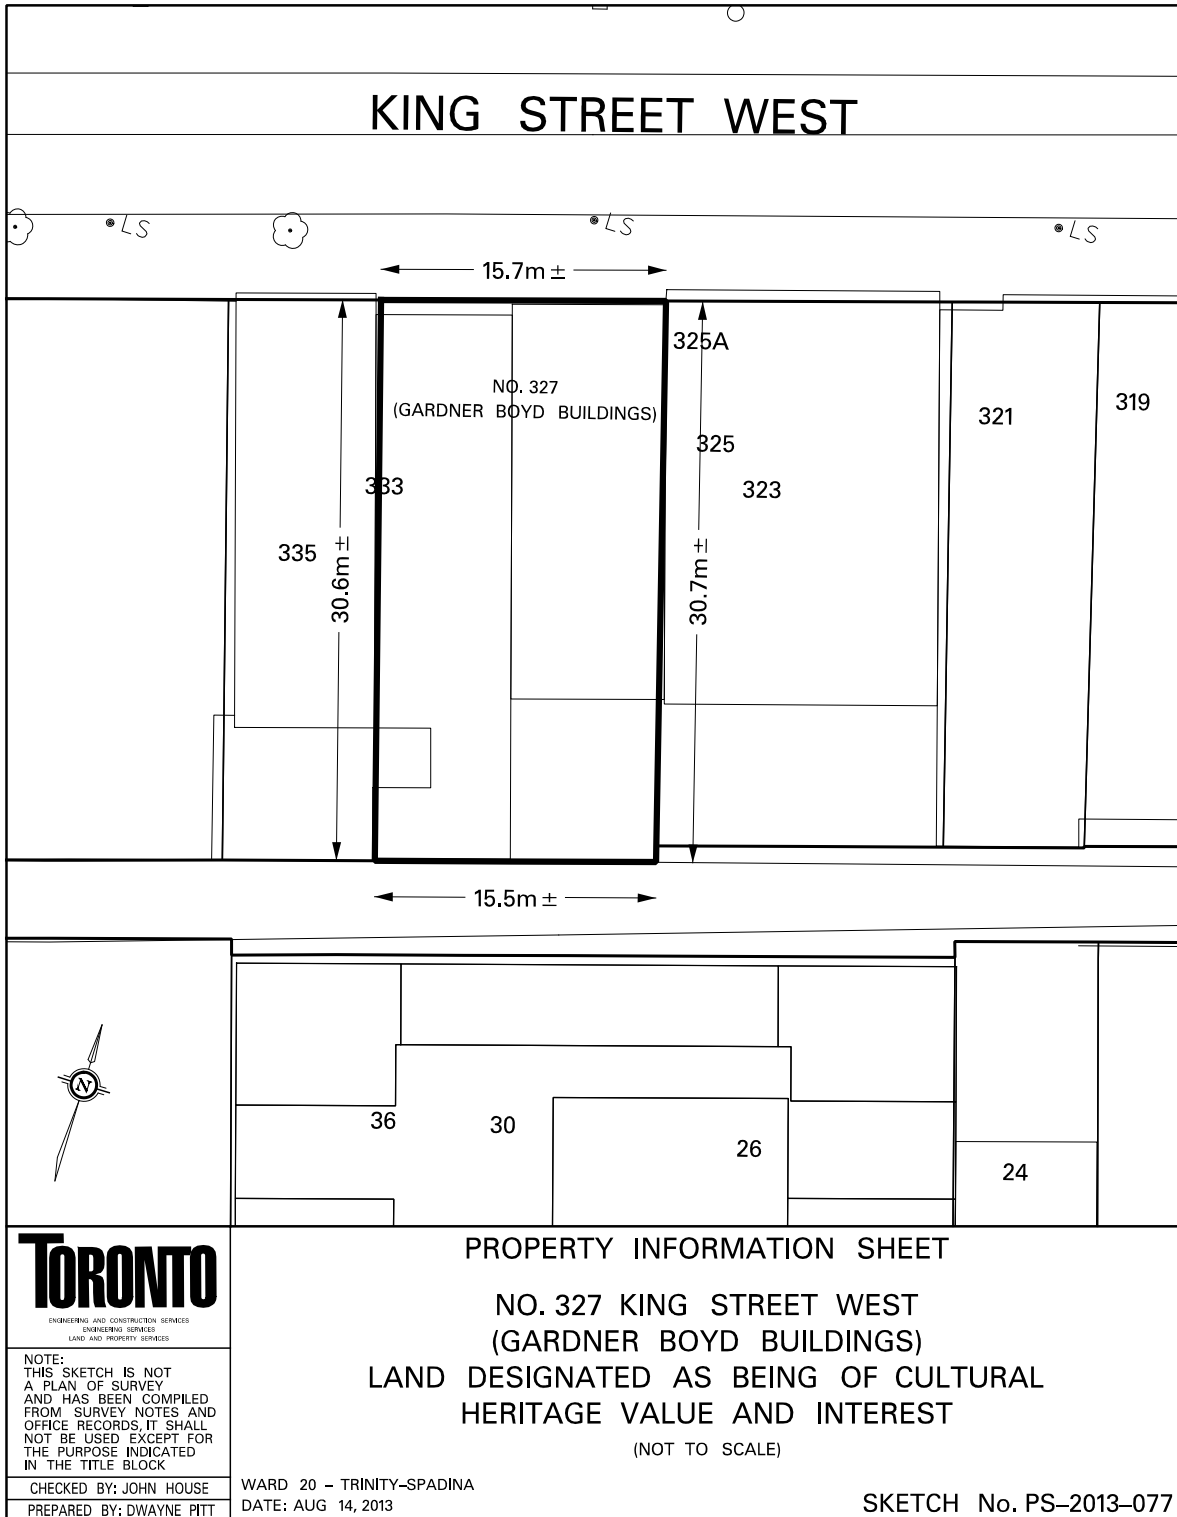 KING STREET WEST
LS
LS
LS
15.7m ±
325A
NO. 327
(GARDNER BOYD BUILDINGS)
319
321
325
333
323
335
30.6m ±
30.7m ±
15.5m ±
N
36
30
26
24
TORONTO
ENGINEERING AND CONSTRUCTION SERVICES
ENGINEERING SERVICES
LAND AND PROPERTY SERVICES
NOTE:
THIS SKETCH IS NOT
A PLAN OF SURVEY
AND HAS BEEN COMPILED
FROM SURVEY NOTES AND
OFFICE RECORDS, IT SHALL
NOT BE USED EXCEPT FOR
THE PURPOSE INDICATED
IN THE TITLE BLOCK
CHECKED BY: JOHN HOUSE
PREPARED BY: DWAYNE PITT
PROPERTY INFORMATION SHEET
NO. 327 KING STREET WEST
(GARDNER BOYD BUILDINGS)
LAND DESIGNATED AS BEING OF CULTURAL
HERITAGE VALUE AND INTEREST
(NOT TO SCALE)
WARD 20 – TRINITY–SPADINA
DATE: AUG 14, 2013
SKETCH No. PS–2013–077